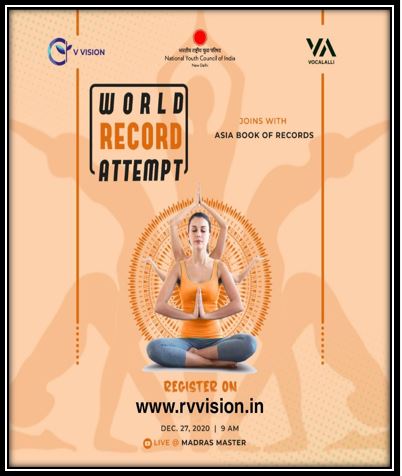 V VISION
भारतीय राष्ट्रीय युवा परिषद
National Youth Council of India
New Delhi
VA
VOCALALLI
WORLD
RECORD
ATTEMPT
JOINS WITH
ASIA BOOK OF RECORDS
REGISTER ON
www.rvvision.in
DEC. 27, 2020 | 9 AM
LIVE @ MADRAS MASTER